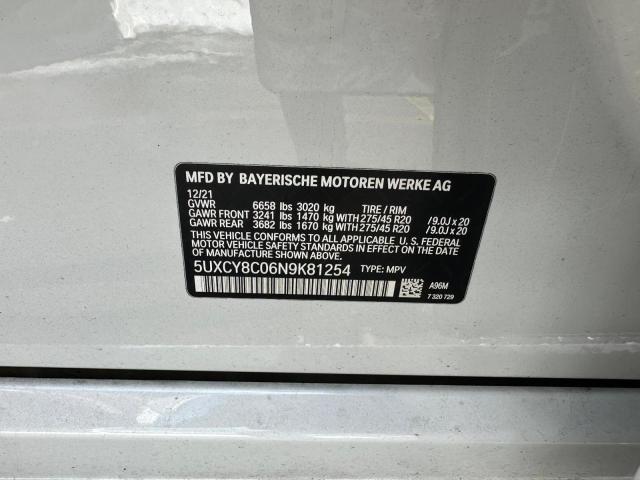 MFD BY BAYERISCHE MOTOREN WERKE AG
12/21
GVWR 6658 lbs 3020 kg TIRE / RIM
GAWR FRONT 3241 lbs 1470 kg WITH 275/45 R20 / 9.0J x 20
GAWR REAR 3682 lbs 1670 kg WITH 275/45 R20 / 9.0J x 20
THIS VEHICLE CONFORMS TO ALL APPLICABLE U.S. FEDERAL
MOTOR VEHICLE SAFETY STANDARDS IN EFFECT ON THE DATE
OF MANUFACTURE SHOWN ABOVE.
5UXCY8C06N9K81254 TYPE: MPV
A96M
7 320 729